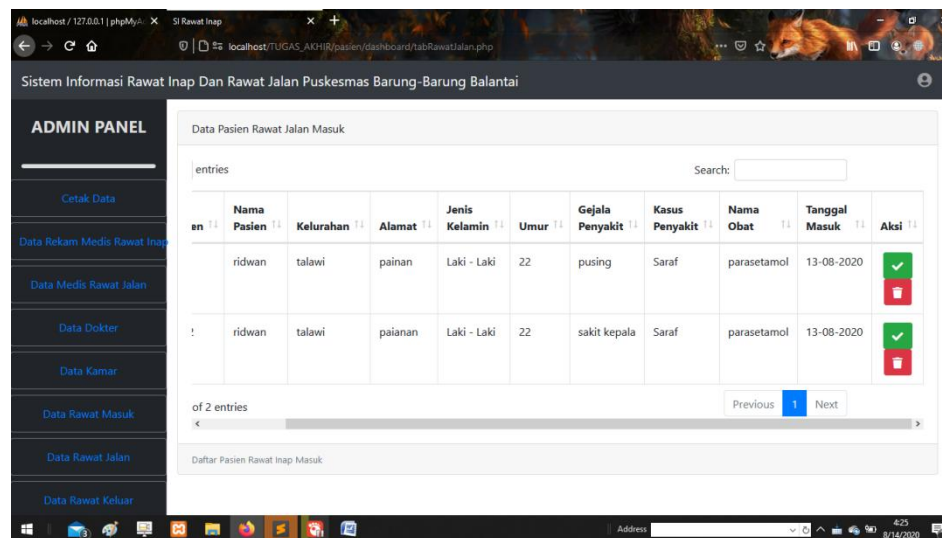 localhost / 127.0.0.1 | phpMyA
SI Rawat Inap
localhost/TUGAS_AKHIR/pasien/dashboard/tabRawatJalan.php
Sistem Informasi Rawat Inap Dan Rawat Jalan Puskesmas Barung-Barung Balantai
ADMIN PANEL
Cetak Data
Data Rekam Medis Rawat Inap
Data Medis Rawat Jalan
Data Dokter
Data Kamar
Data Rawat Masuk
Data Rawat Jalan
Data Rawat Keluar
Data Pasien Rawat Jalan Masuk
entries
Search:
en Nama Pasien Kelurahan Alamat Jenis Kelamin Umur Gejala Penyakit Kasus Penyakit Nama Obat Tanggal Masuk Aksi
ridwan talawi painan Laki - Laki 22 pusing Saraf parasetamol 13-08-2020
ridwan talawi paianan Laki - Laki 22 sakit kepala Saraf parasetamol 13-08-2020
of 2 entries
Previous 1 Next
Daftar Pasien Rawat Inap Masuk
Address
4:25
8/14/2020